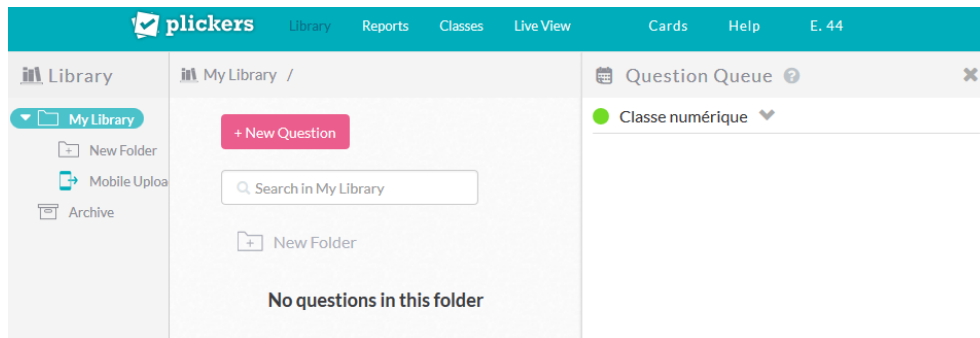 plickers Library Reports Classes Live View Cards Help E. 44
Library
My Library
New Folder
Mobile Uploa
Archive
My Library /
+ New Question
Search in My Library
New Folder
No questions in this folder
Question Queue ?
Classe numérique